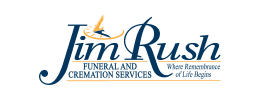 Jim Rush
FUNERAL AND
CREMATION SERVICES
Where Remembrance
of Life Begins